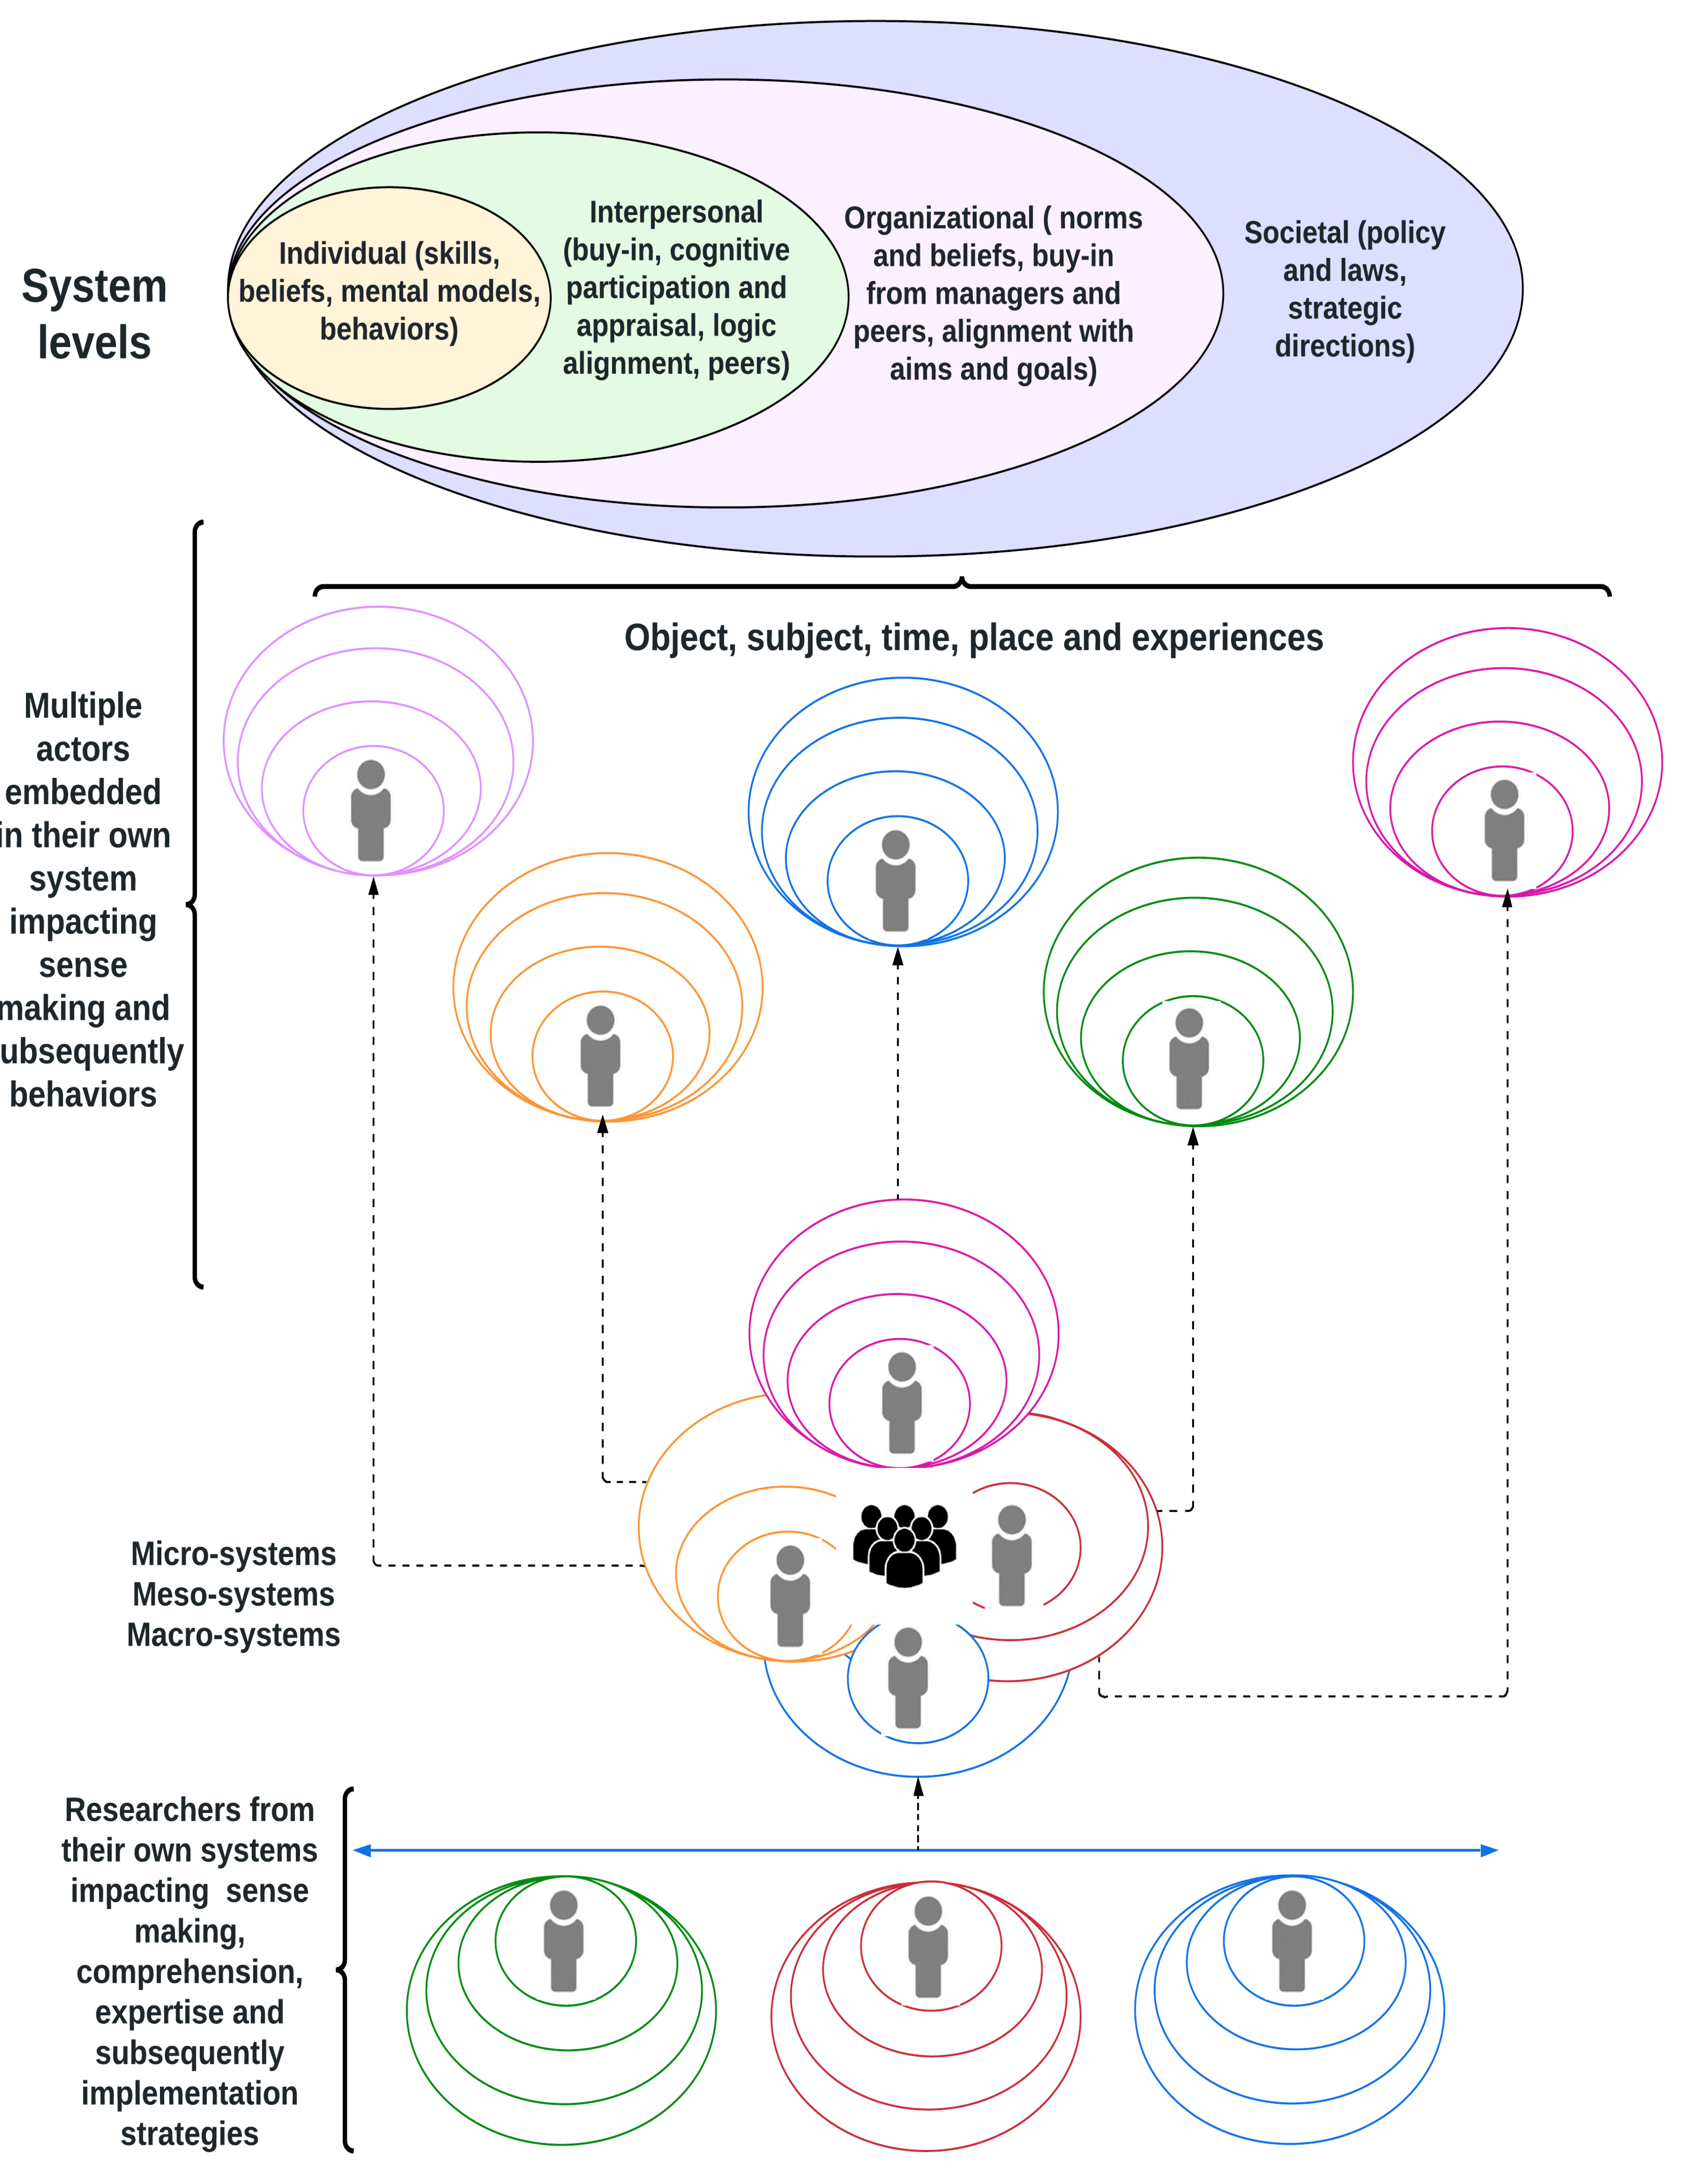 System
levels
Individual (skills,
beliefs, mental models,
behaviors)
Interpersonal
(buy-in, cognitive
participation and
appraisal, logic
alignment, peers)
Organizational ( norms
and beliefs, buy-in
from managers and
peers, alignment with
aims and goals)
Societal (policy
and laws,
strategic
directions)
Object, subject, time, place and experiences
Multiple
actors
embedded
in their own
system
impacting
sense
making and
ubsequently
behaviors
Micro-systems
Meso-systems
Macro-systems
Researchers from
their own systems
impacting sense
making,
comprehension,
expertise and
subsequently
implementation
strategies